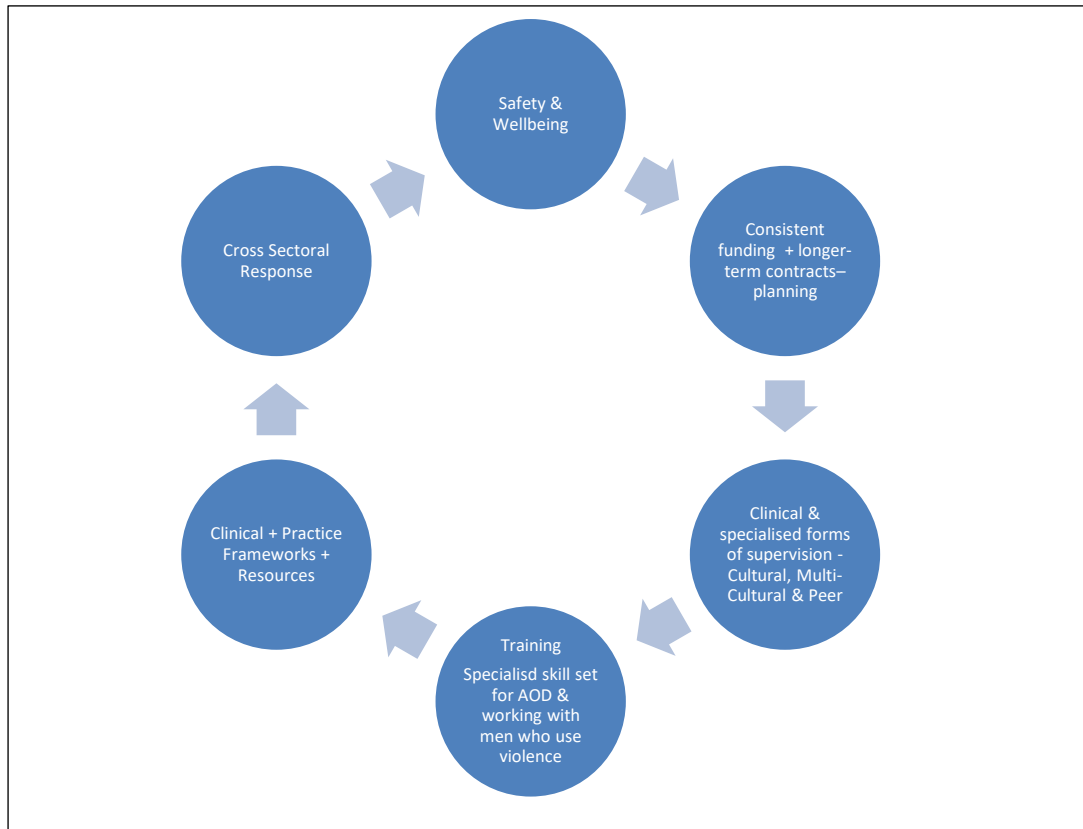 Safety &
Wellbeing
Consistent
funding + longer-
term contracts–
planning
Clinical &
specialised forms
of supervision -
Cultural, Multi-
Cultural & Peer
Training
Specialisd skill set
for AOD &
working with
men who use
violence
Clinical + Practice
Frameworks +
Resources
Cross Sectoral
Response